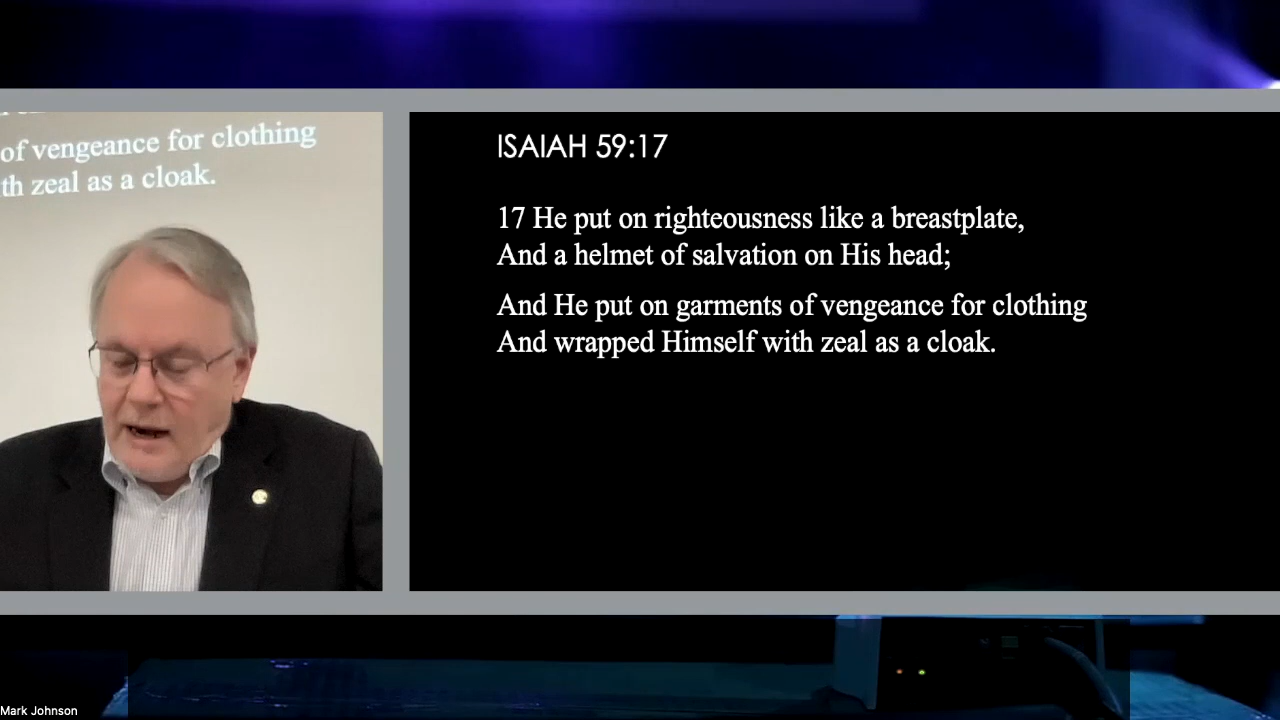 of vengeance for clothing
th zeal as a cloak.
ISAIAH 59:17
17 He put on righteousness like a breastplate,
And a helmet of salvation on His head;
And He put on garments of vengeance for clothing
And wrapped Himself with zeal as a cloak.
Mark Johnson